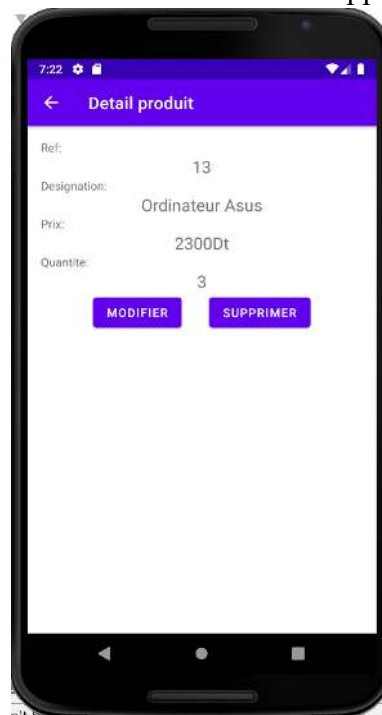 7:22
Detail produit
Ref:
13
Designation:
Ordinateur Asus
Prix:
2300Dt
Quantite:
3
MODIFIER SUPPRIMER